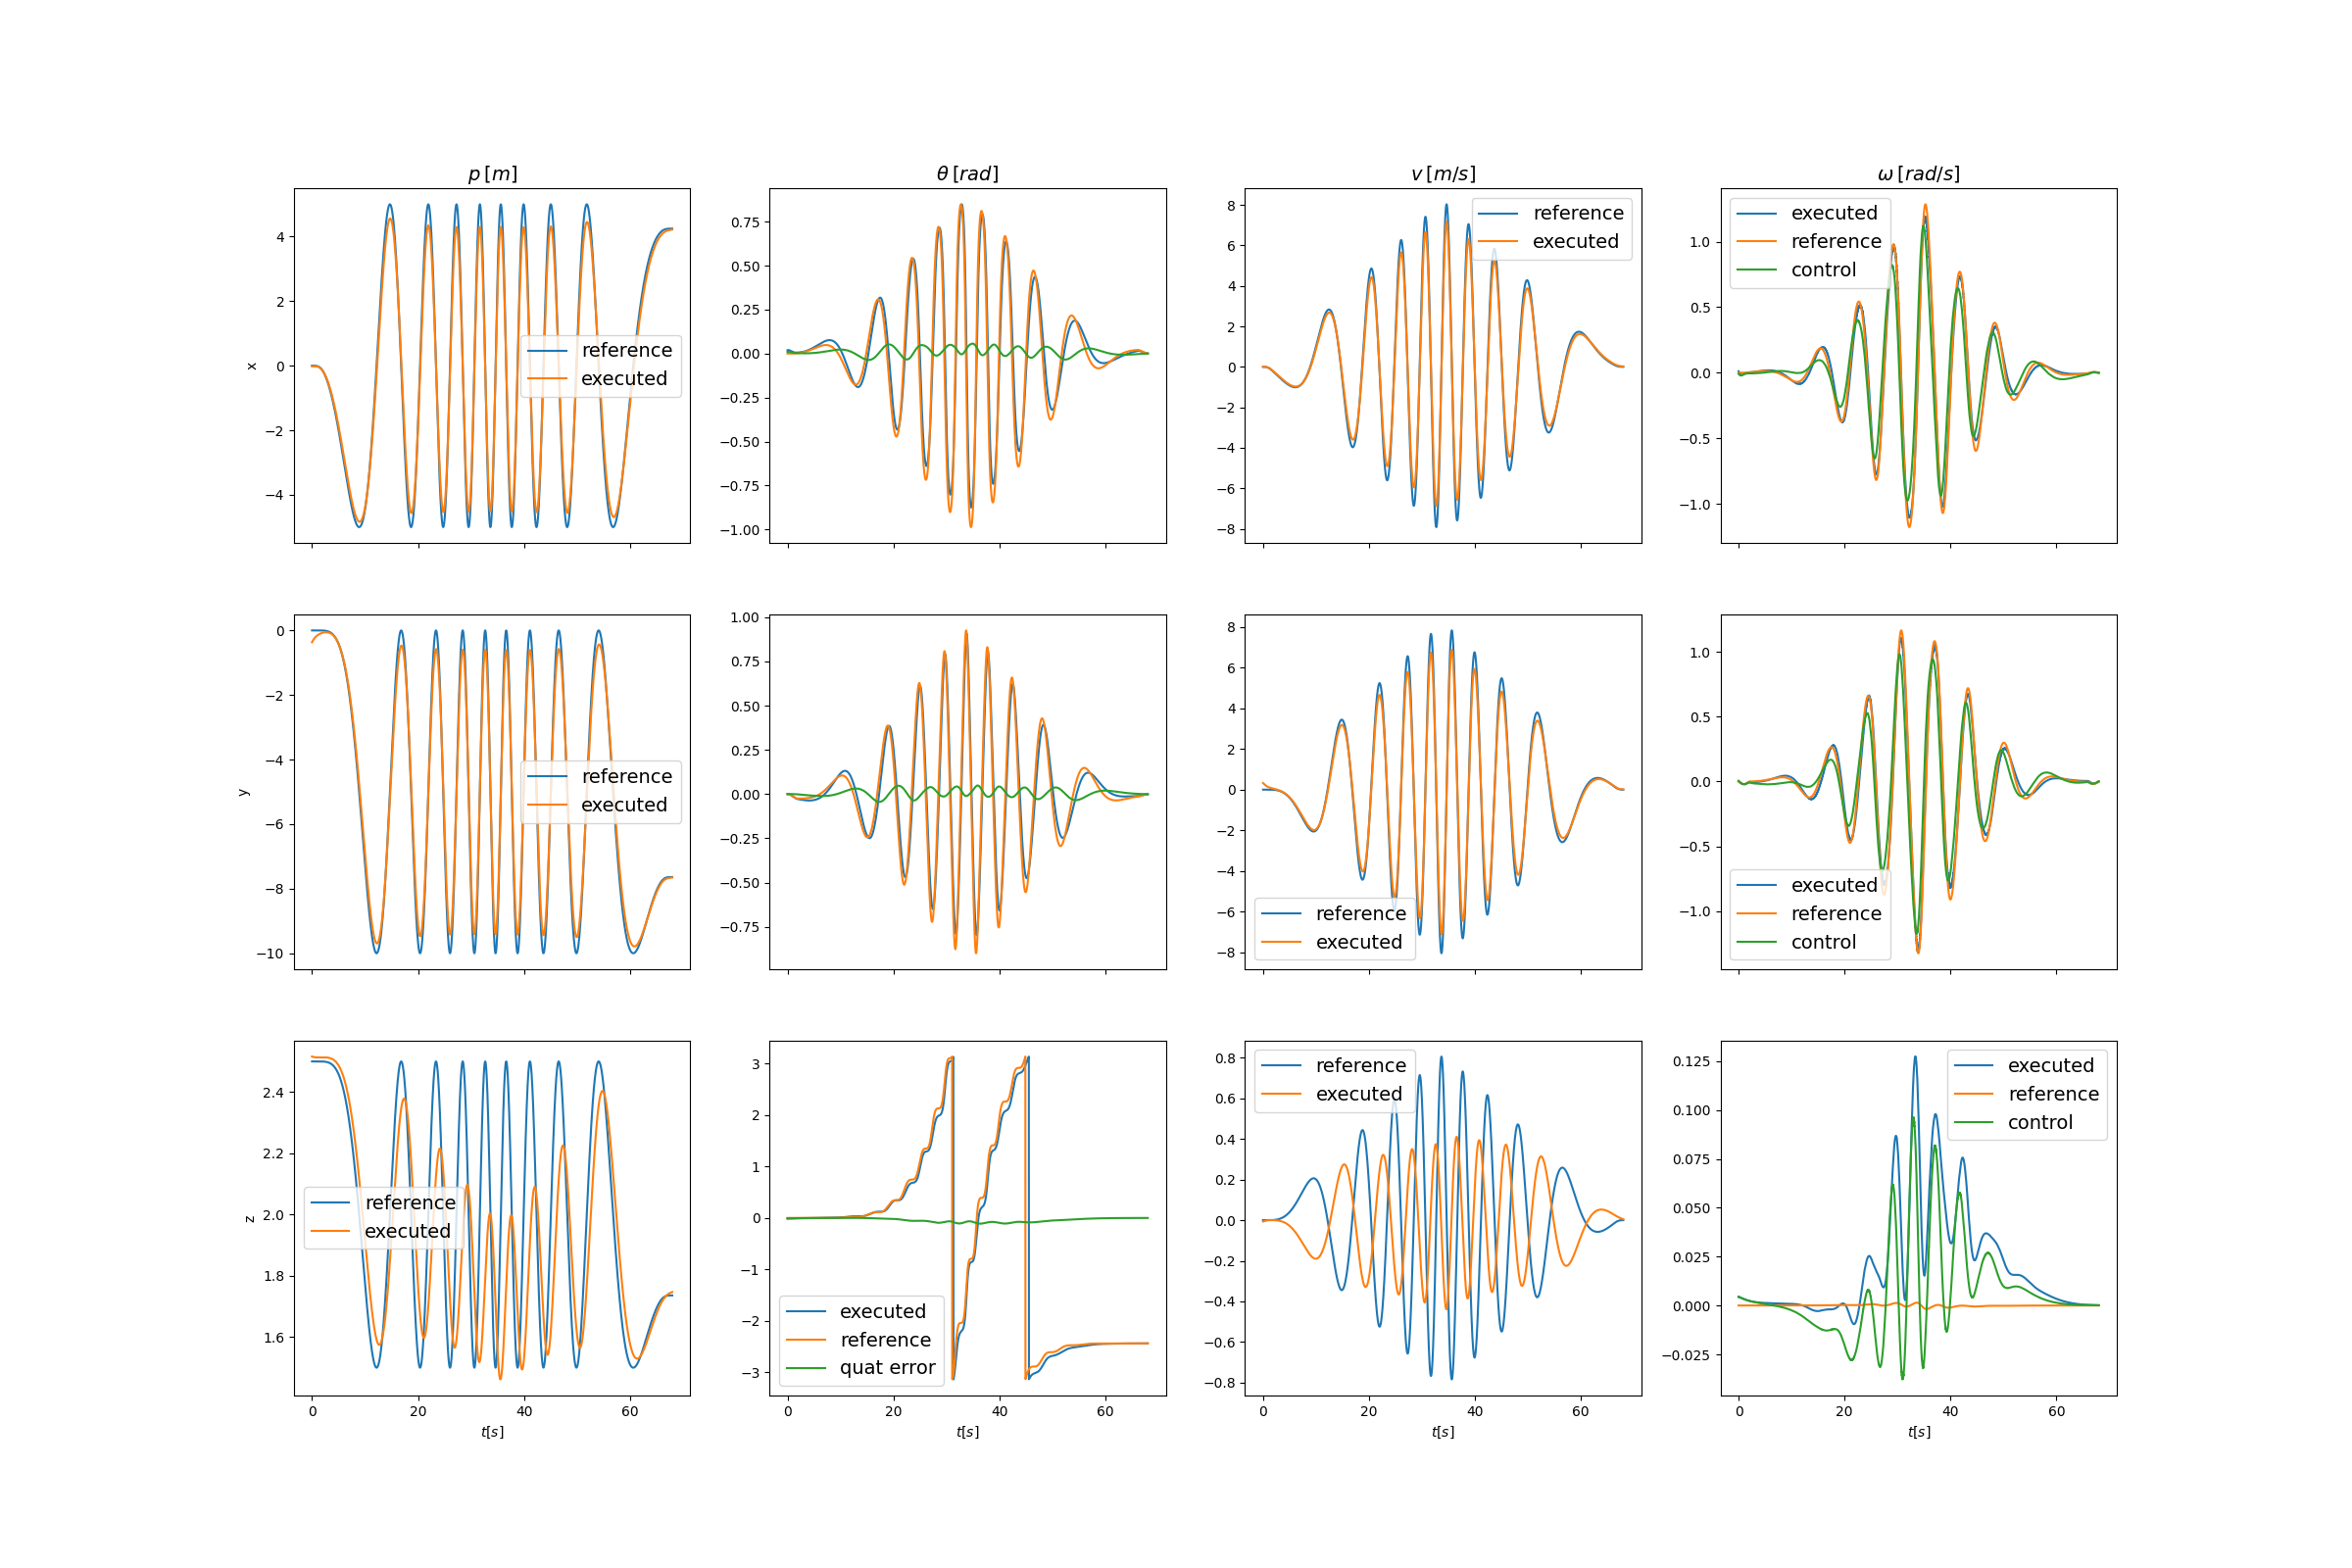 p [m]
θ [rad]
v [m/s]
ω [rad/s]
x
4
2
0
−2
−4
reference
executed
0.75
0.50
0.25
0.00
−0.25
−0.50
−0.75
−1.00
8
6
4
2
0
−2
−4
−6
−8
reference
executed
1.0
0.5
0.0
−0.5
−1.0
executed
reference
control
y
0
−2
−4
−6
−8
−10
reference
executed
1.00
0.75
0.50
0.25
0.00
−0.25
−0.50
−0.75
8
6
4
2
0
−2
−4
−6
−8
reference
executed
1.0
0.5
0.0
−0.5
−1.0
executed
reference
control
z
2.4
2.2
2.0
1.8
1.6
reference
executed
0 20 40 60
t[s]
3
2
1
0
−1
−2
−3
executed
reference
quat error
0 20 40 60
t[s]
0.8
0.6
0.4
0.2
0.0
−0.2
−0.4
−0.6
−0.8
reference
executed
0 20 40 60
t[s]
0.125
0.100
0.075
0.050
0.025
0.000
−0.025
executed
reference
control
0 20 40 60
t[s]